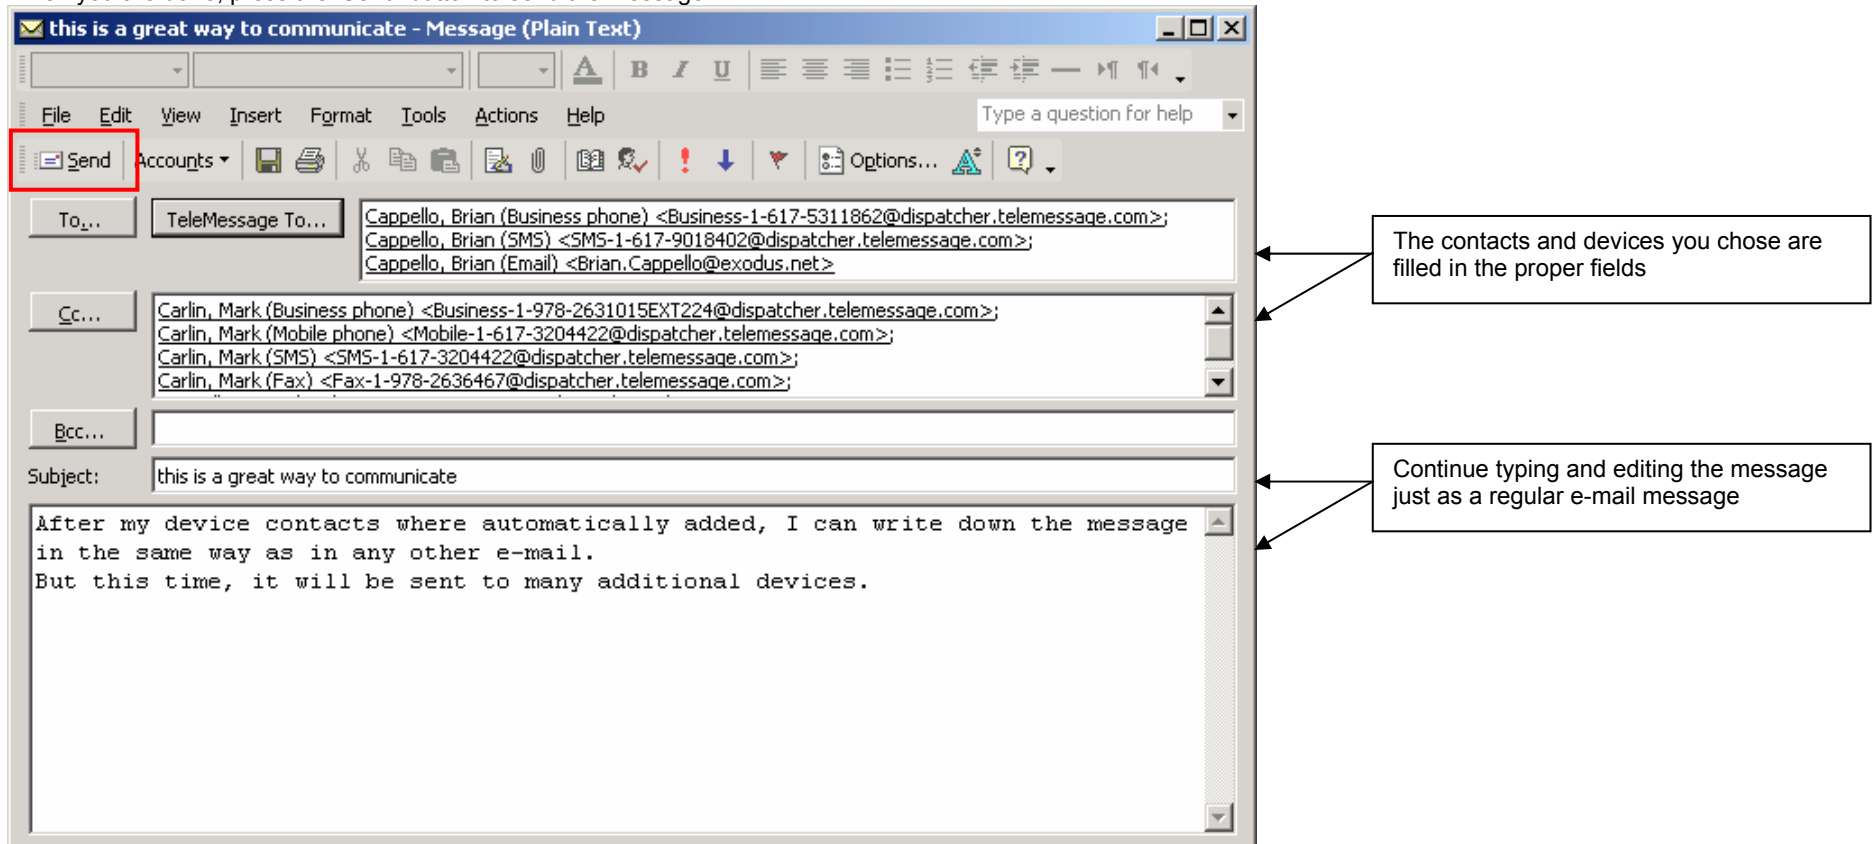 this is a great way to communicate - Message (Plain Text)
File Edit View Insert Format Tools Actions Help Type a question for help
Send Accounts Options...
To... TeleMessage To... Cappello, Brian (Business phone) <Business-1-617-5311862@dispatcher.telemessage.com>;
Cappello, Brian (SMS) <SMS-1-617-9018402@dispatcher.telemessage.com>;
Cappello, Brian (Email) <Brian.Cappello@exodus.net>
The contacts and devices you chose are
filled in the proper fields
Cc... Carlin, Mark (Business phone) <Business-1-978-2631015EXT224@dispatcher.telemessage.com>;
Carlin, Mark (Mobile phone) <Mobile-1-617-3204422@dispatcher.telemessage.com>;
Carlin, Mark (SMS) <SMS-1-617-3204422@dispatcher.telemessage.com>;
Carlin, Mark (Fax) <Fax-1-978-2636467@dispatcher.telemessage.com>;
Bcc...
Subject: this is a great way to communicate
Continue typing and editing the message
just as a regular e-mail message
After my device contacts where automatically added, I can write down the message
in the same way as in any other e-mail.
But this time, it will be sent to many additional devices.